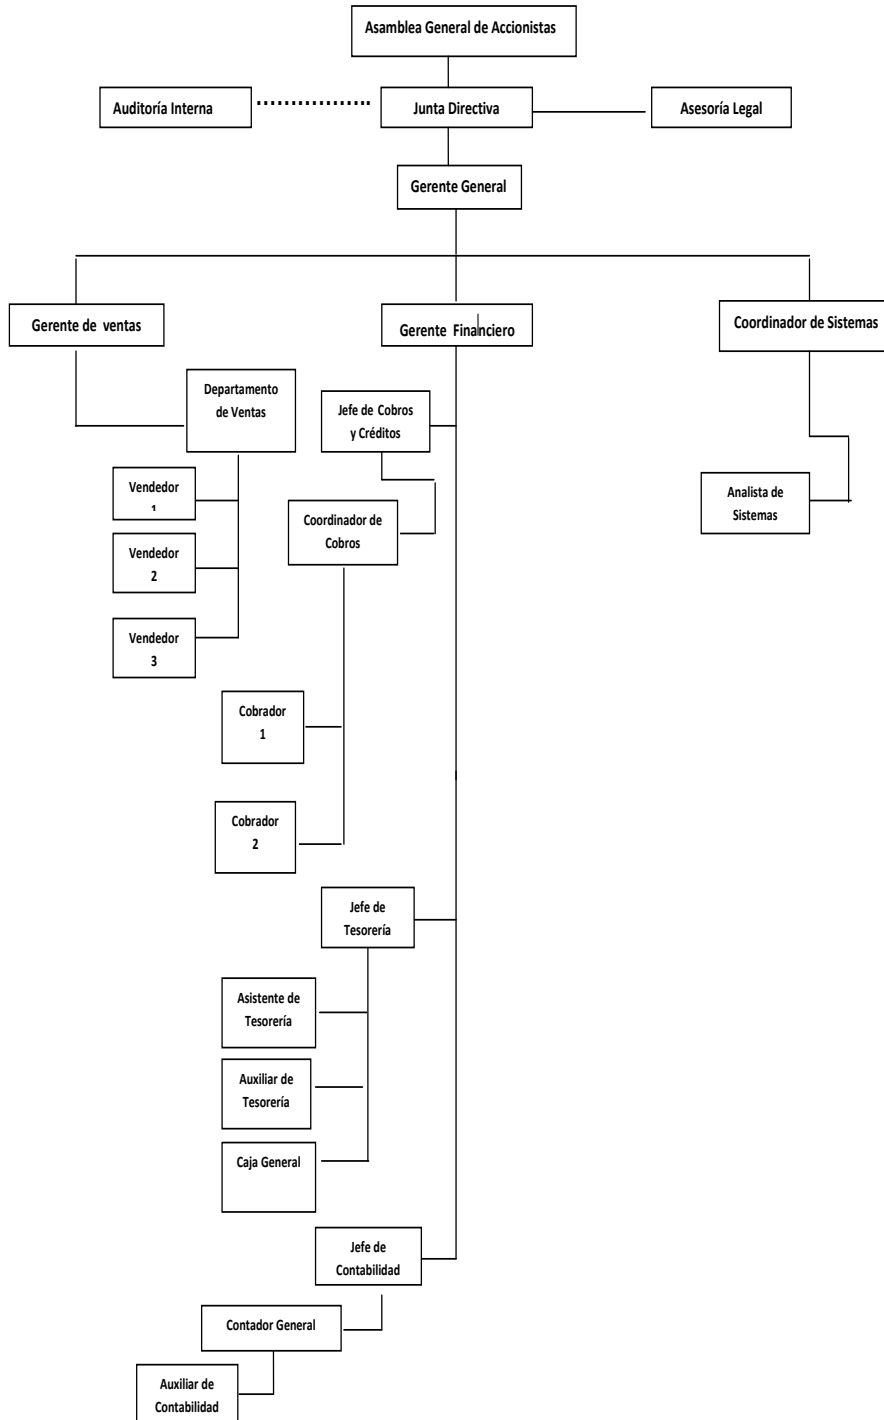 Asamblea General de Accionistas
Auditoría Interna
Junta Directiva
Asesoría Legal
Gerente General
Gerente de ventas
Gerente Financiero
Coordinador de Sistemas
Departamento
de Ventas
Jefe de Cobros
y Créditos
Vendedor
1
Coordinador de
Cobros
Analista de
Sistemas
Vendedor
2
Vendedor
3
Cobrador
1
Cobrador
2
Jefe de
Tesorería
Asistente de
Tesorería
Auxiliar de
Tesorería
Caja General
Jefe de
Contabilidad
Contador General
Auxiliar de
Contabilidad